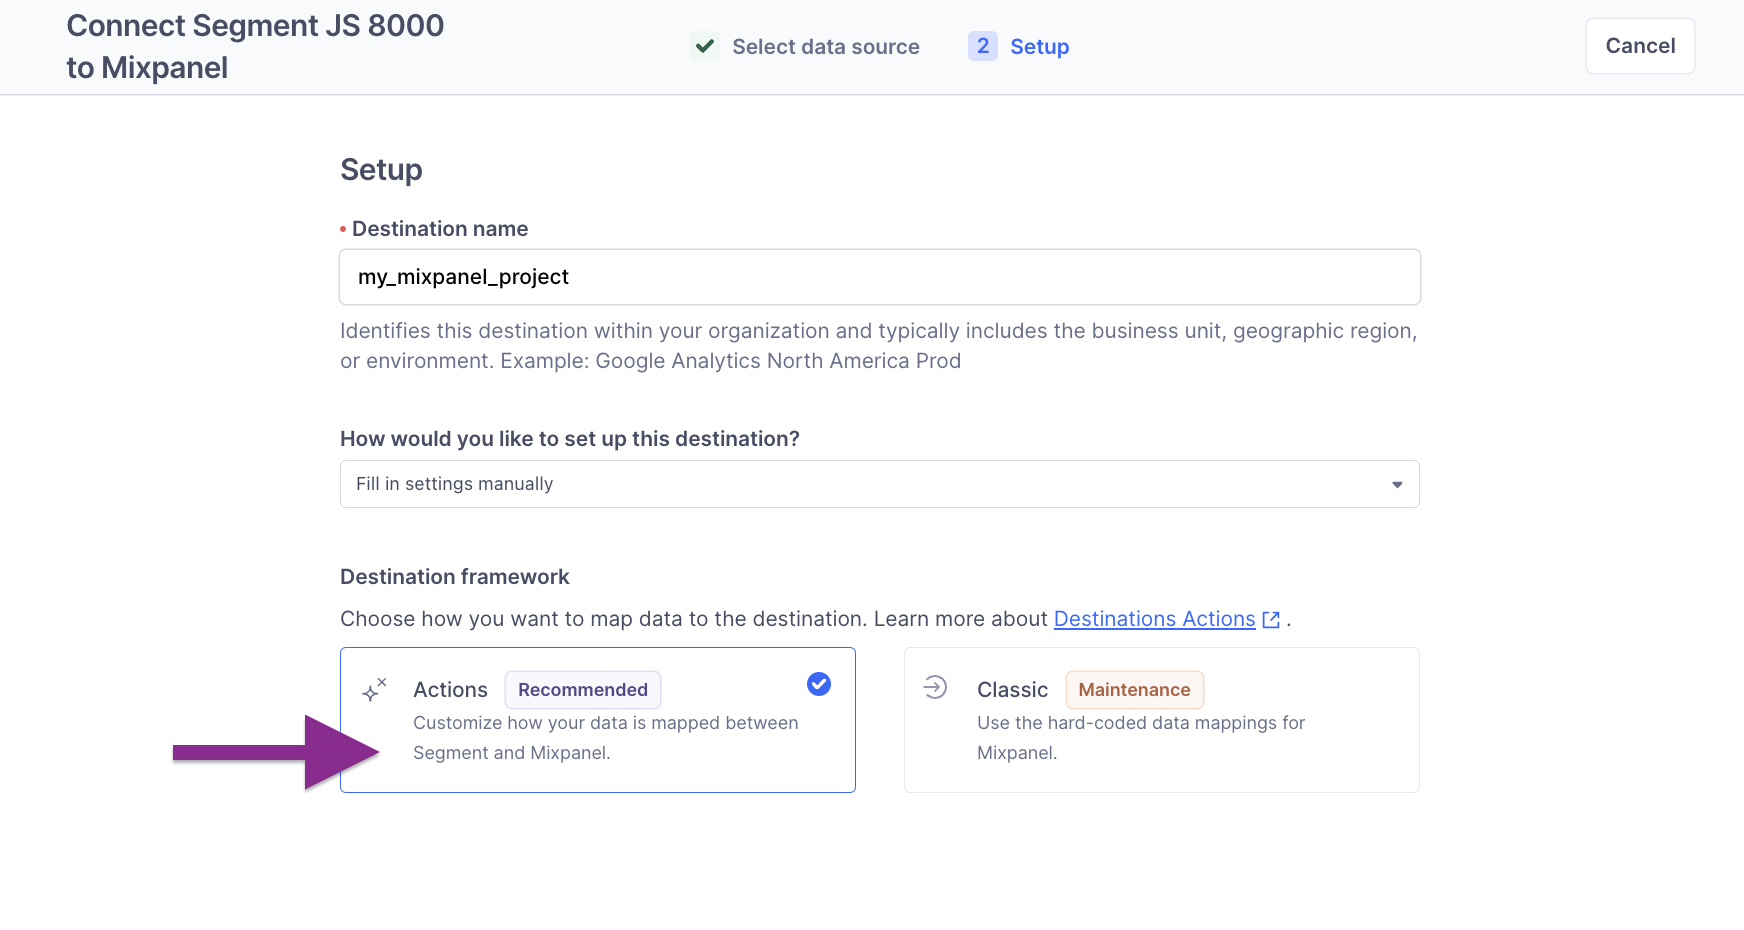 Connect Segment JS 8000
to Mixpanel
Select data source
2 Setup
Cancel
Setup
Destination name
my_mixpanel_project
Identifies this destination within your organization and typically includes the business unit, geographic region,
or environment. Example: Google Analytics North America Prod
How would you like to set up this destination?
Fill in settings manually
Destination framework
Choose how you want to map data to the destination. Learn more about Destinations Actions .
Actions Recommended
Customize how your data is mapped between
Segment and Mixpanel.
Classic Maintenance
Use the hard-coded data mappings for
Mixpanel.